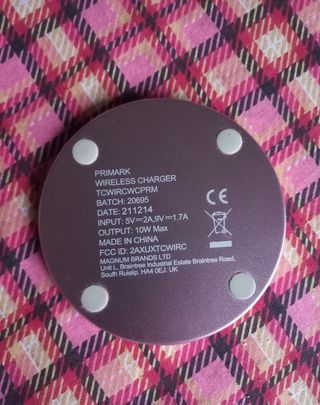 PRIMARK
WIRELESS CHARGER
TCWIRCWCPRM
BATCH: 20695
DATE: 211214
INPUT: 5V⎓2A,9V⎓1.7A
OUTPUT: 10W Max
MADE IN CHINA
FCC ID: 2AXUXTCWIRC
MAGNUM BRANDS LTD
Unit L, Braintree Industrial Estate Braintree Road,
South Ruislip. HA4 0EJ. UK
CE